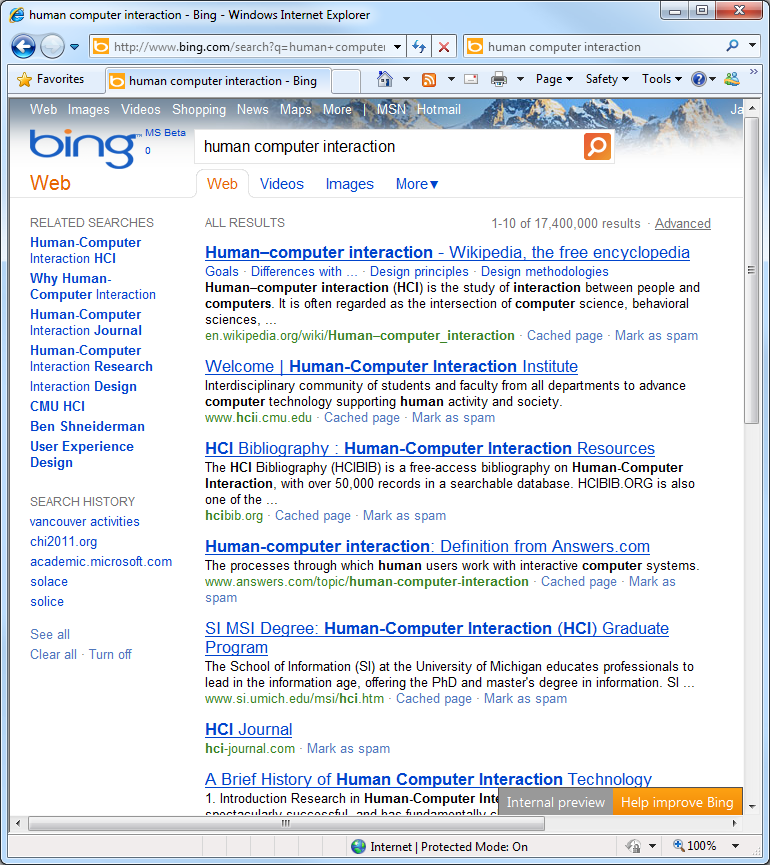 human computer interaction - Bing - Windows Internet Explorer
http://www.bing.com/search?q=human+computer
human computer interaction
Favorites
human computer interaction - Bing
Page
Safety
Tools
Web Images Videos Shopping News Maps More | MSN Hotmail
Ja
bing™ MS Beta
0
human computer interaction
Web
Web Videos Images More▼
RELATED SEARCHES
Human-Computer
Interaction HCI
Why Human-
Computer Interaction
Human-Computer
Interaction Journal
Human-Computer
Interaction Research
Interaction Design
CMU HCI
Ben Shneiderman
User Experience
Design
SEARCH HISTORY
vancouver activities
chi2011.org
academic.microsoft.com
solace
solice
See all
Clear all · Turn off
ALL RESULTS
1-10 of 17,400,000 results · Advanced
Human–computer interaction - Wikipedia, the free encyclopedia
Goals · Differences with ... · Design principles · Design methodologies
Human–computer interaction (HCI) is the study of interaction between people and
computers. It is often regarded as the intersection of computer science, behavioral
sciences, ...
en.wikipedia.org/wiki/Human–computer_interaction · Cached page · Mark as spam
Welcome | Human-Computer Interaction Institute
Interdisciplinary community of students and faculty from all departments to advance
computer technology supporting human activity and society.
www.hcii.cmu.edu · Cached page · Mark as spam
HCI Bibliography : Human-Computer Interaction Resources
The HCI Bibliography (HCIBIB) is a free-access bibliography on Human-Computer
Interaction, with over 50,000 records in a searchable database. HCIBIB.ORG is also
one of the ...
hcibib.org · Cached page · Mark as spam
Human-computer interaction: Definition from Answers.com
The processes through which human users work with interactive computer systems.
www.answers.com/topic/human-computer-interaction · Cached page · Mark as
spam
SI MSI Degree: Human-Computer Interaction (HCI) Graduate
Program
The School of Information (SI) at the University of Michigan educates professionals to
lead in the information age, offering the PhD and master's degree in information. SI ...
www.si.umich.edu/msi/hci.htm · Cached page · Mark as spam
HCI Journal
hci-journal.com · Mark as spam
A Brief History of Human Computer Interaction Technology
1. Introduction Research in Human-Computer Inte
Internal preview
Help improve Bing
spectacularly successful, and has fundamentally c
Internet | Protected Mode: On
100%